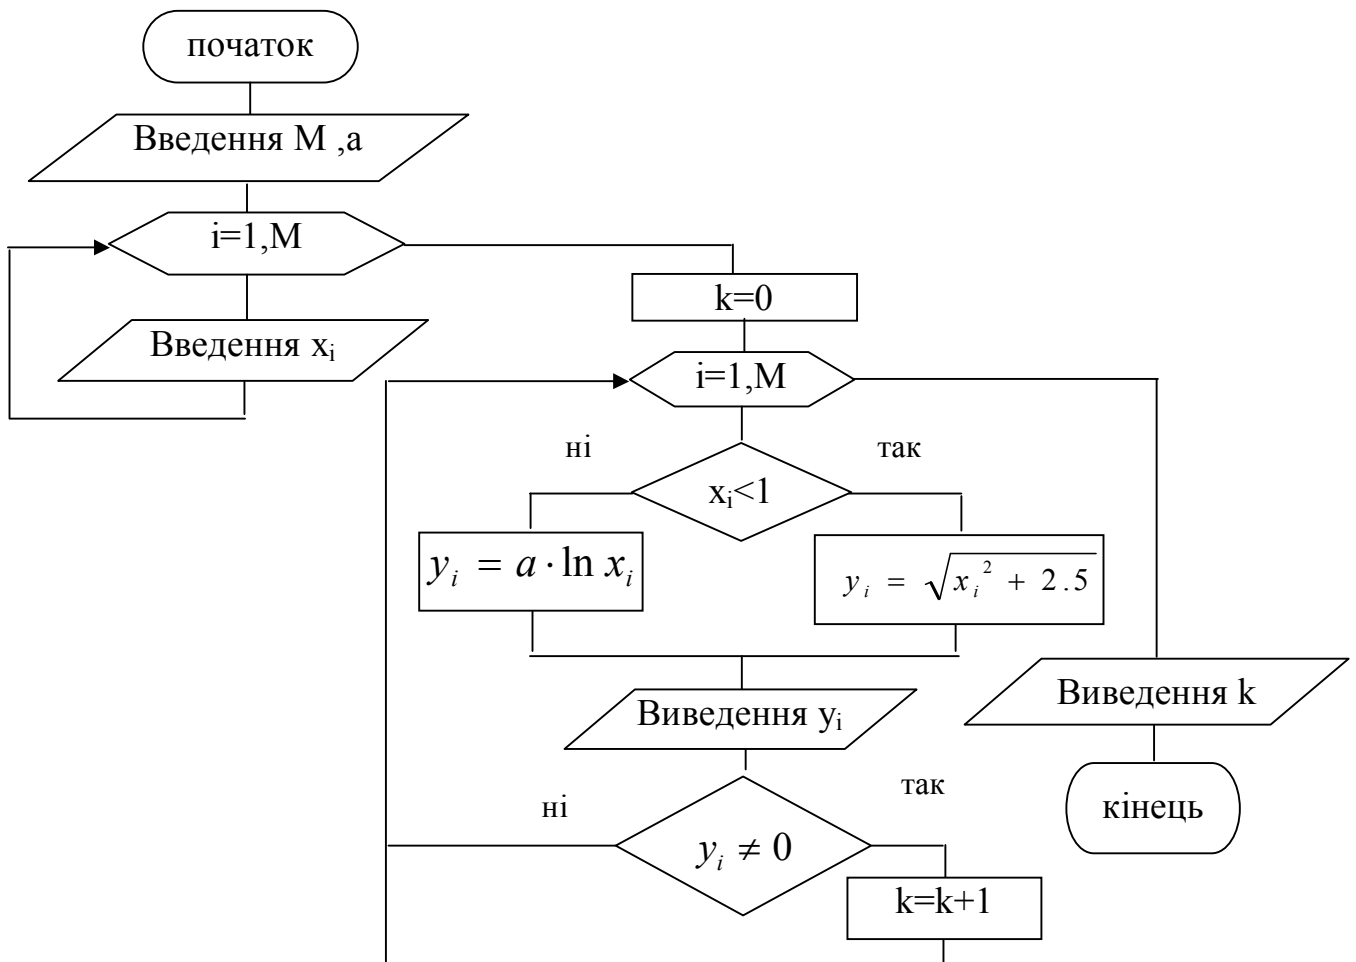 початок
Введення М ,а
i=1,M
Введення xᵢ
k=0
i=1,M
ні
так
xᵢ<1
yᵢ = a · ln xᵢ
yᵢ = √(xᵢ² + 2.5)
Виведення yᵢ
Виведення k
ні
так
кінець
yᵢ ≠ 0
k=k+1